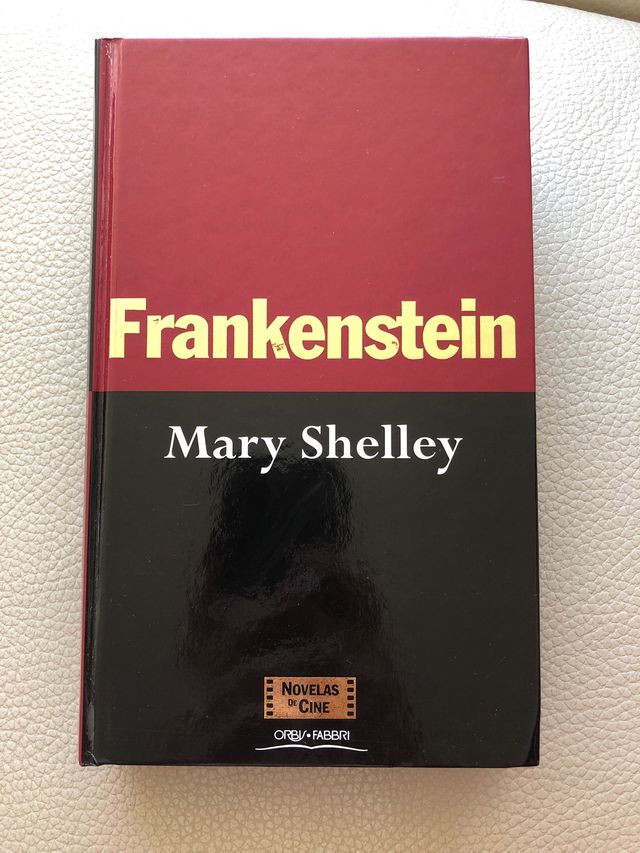 Frankenstein
Mary Shelley
NOVELAS
DE CINE
ORBIS • FABBRI